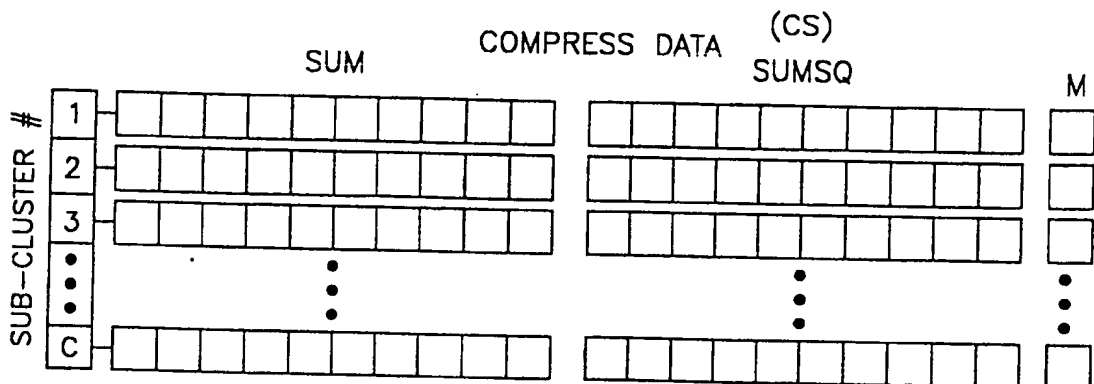 COMPRESS DATA (CS)
SUM SUMSQ M
SUB-CLUSTER #
1
2
3
C